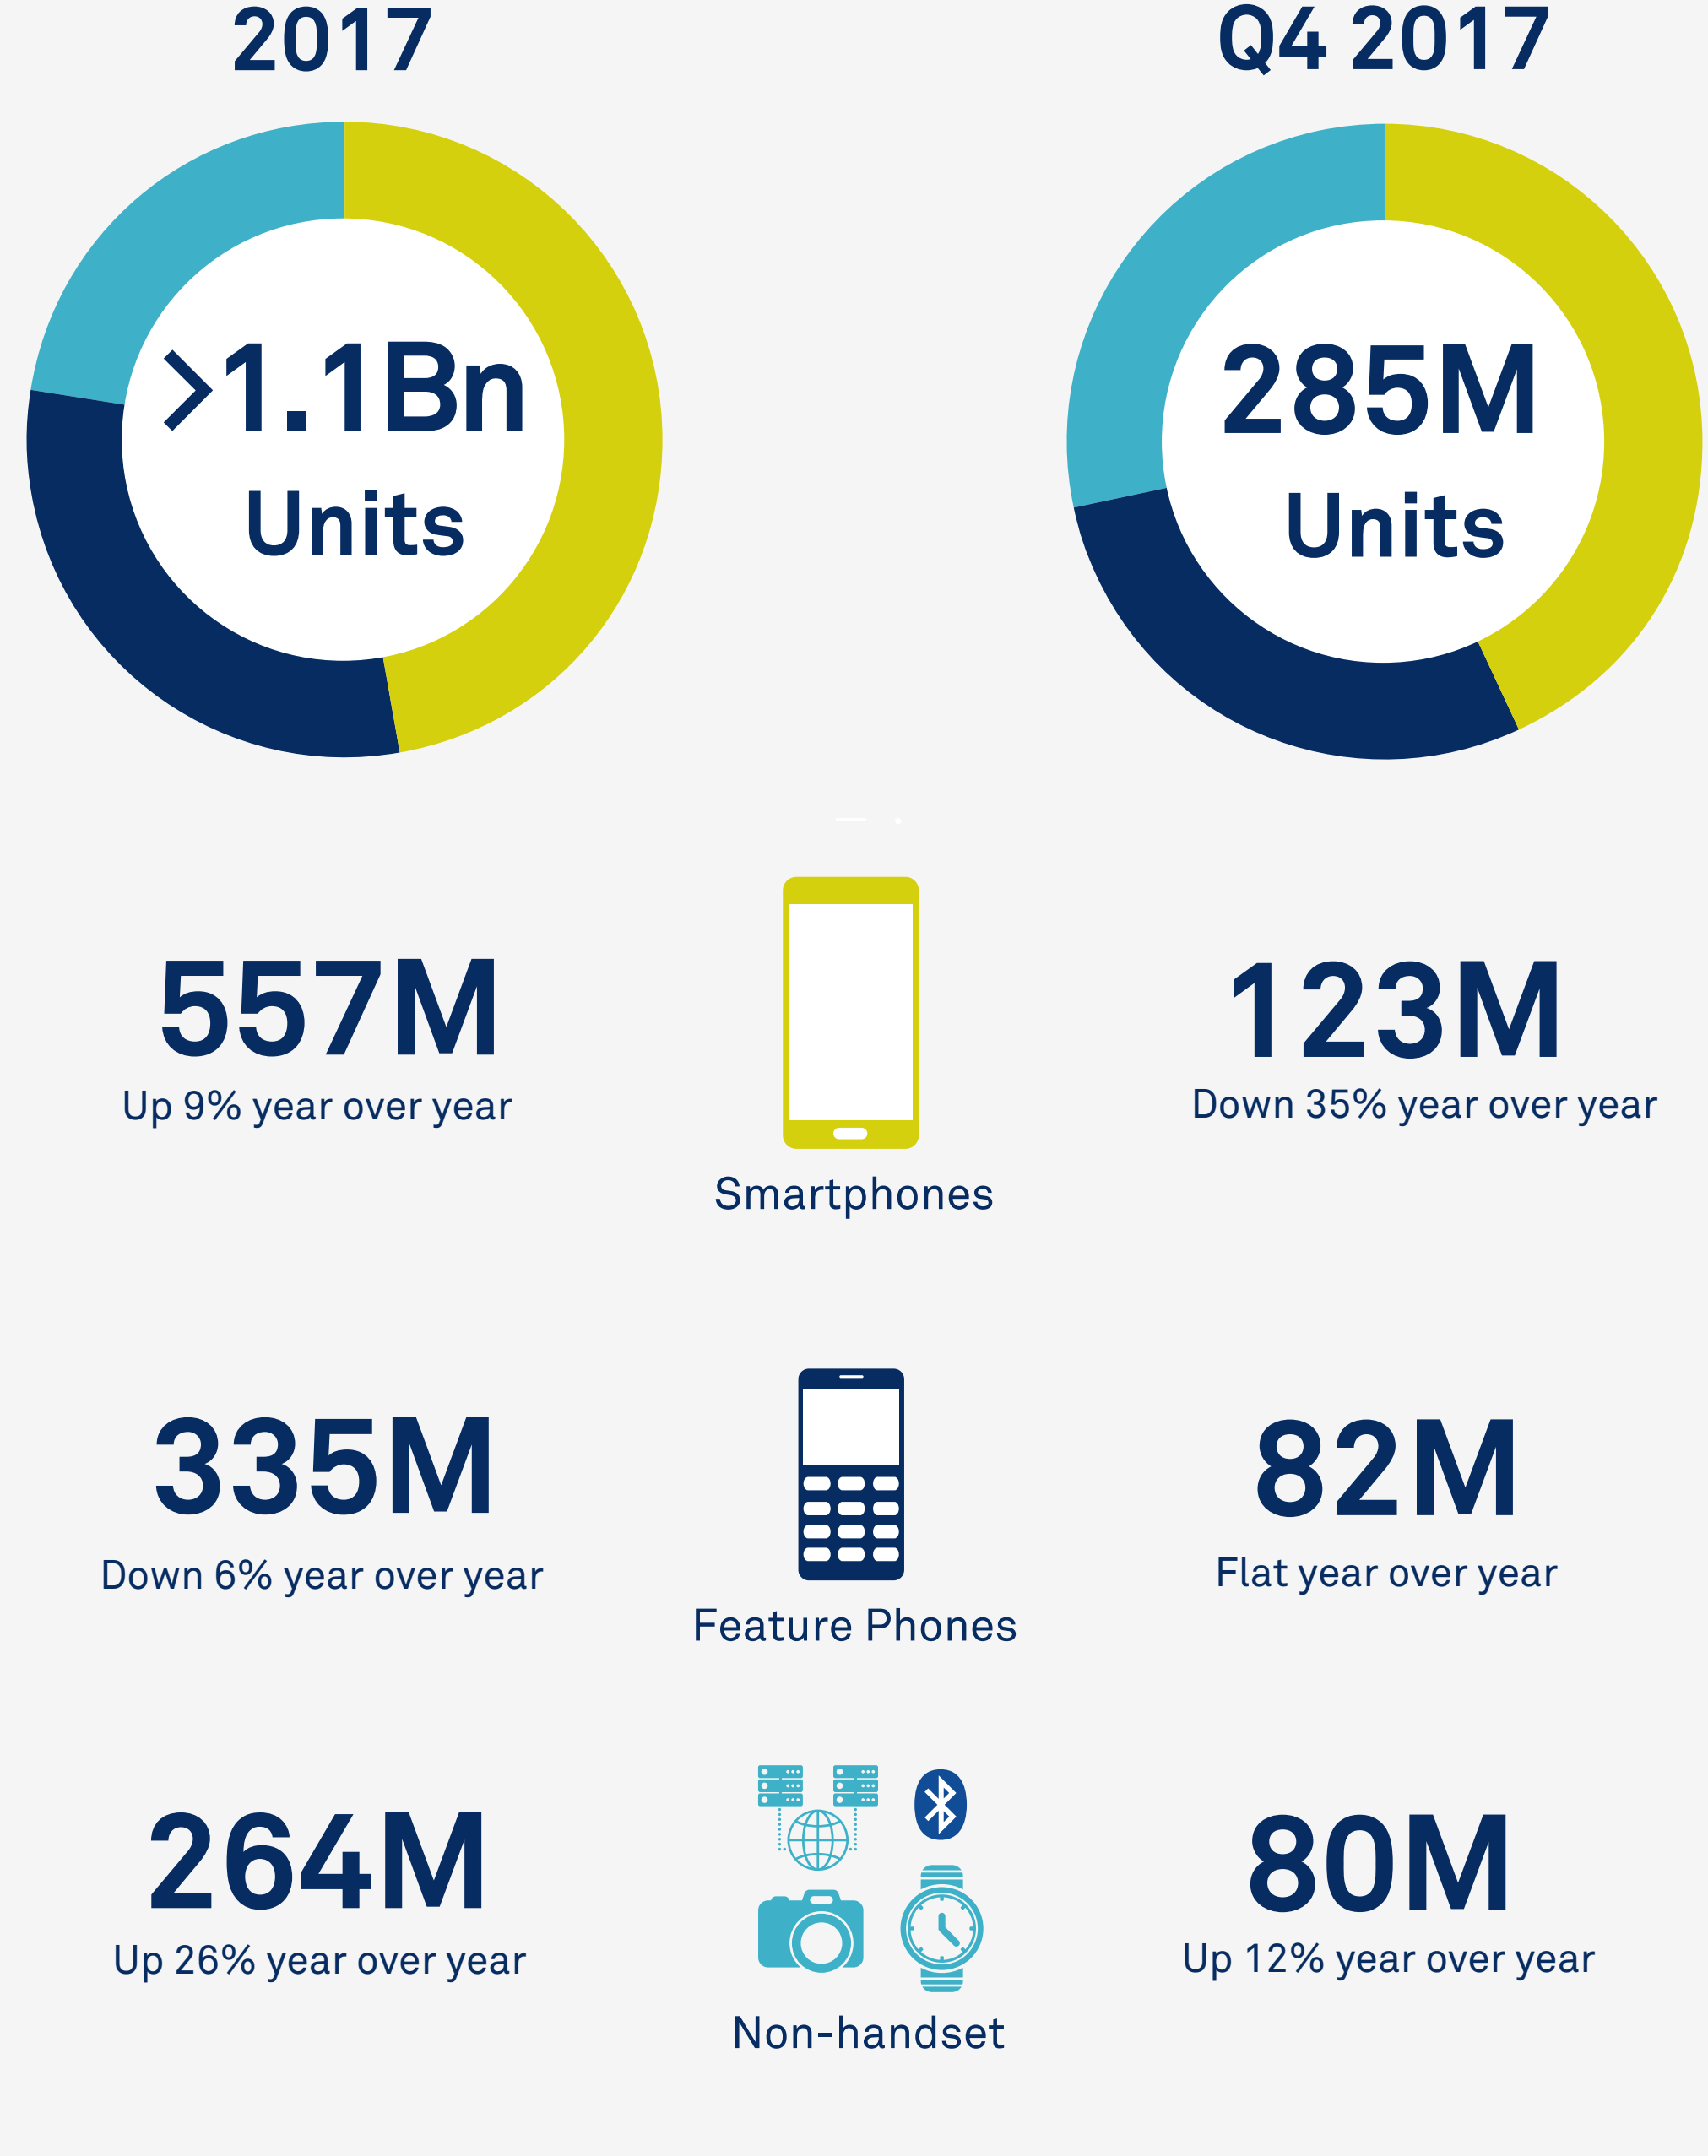 2017
Q4 2017
>1.1Bn
Units
285M
Units
557M
Up 9% year over year
Smartphones
123M
Down 35% year over year
335M
Down 6% year over year
Feature Phones
82M
Flat year over year
264M
Up 26% year over year
Non-handset
80M
Up 12% year over year